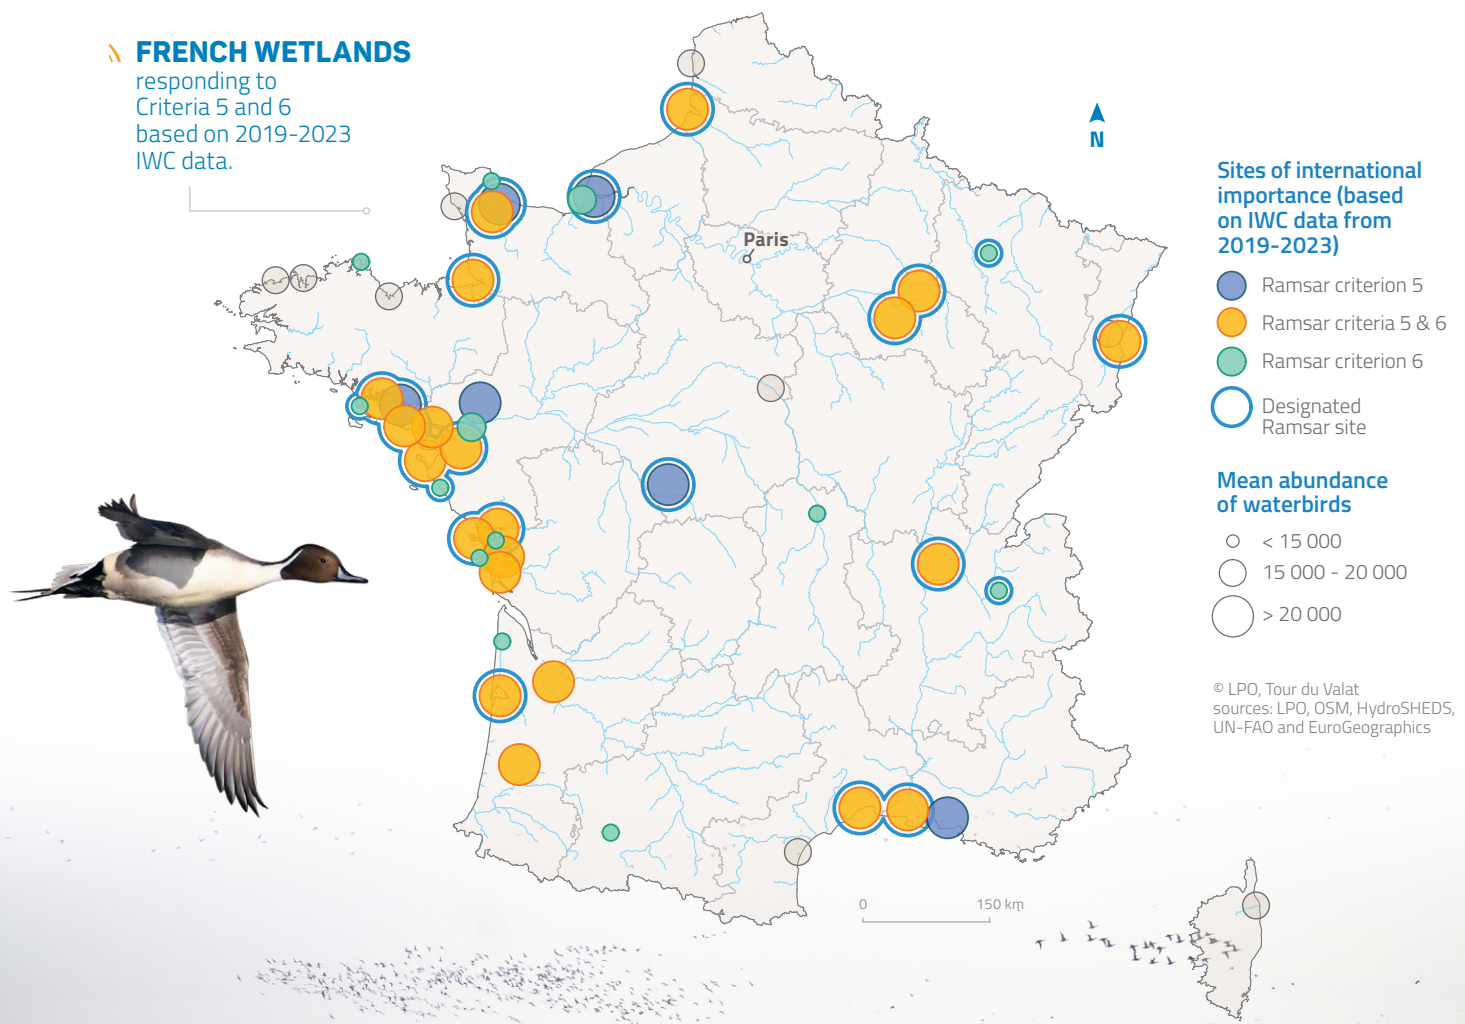 FRENCH WETLANDS
responding to
Criteria 5 and 6
based on 2019-2023
IWC data.
N
Paris
Sites of international
importance (based
on IWC data from
2019-2023)
Ramsar criterion 5
Ramsar criteria 5 & 6
Ramsar criterion 6
Designated
Ramsar site
Mean abundance
of waterbirds
< 15 000
15 000 - 20 000
> 20 000
© LPO, Tour du Valat
sources: LPO, OSM, HydroSHEDS,
UN-FAO and EuroGeographics
0 150 km